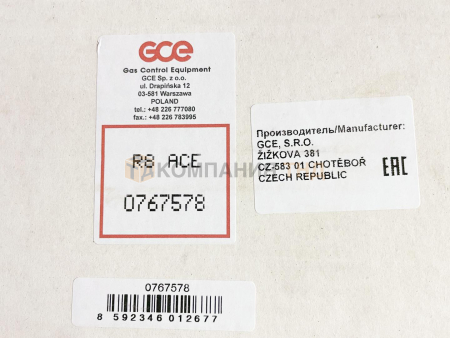 GCE
Gas Control Equipment
GCE Sp. z o.o.
ul. Drapińska 12
03-581 Warszawa
POLAND
tel.: +48 226 777080
fax.: +48 226 783995
R8 ACE
0767578
Производитель/Manufacturer:
GCE, S.R.O.
ŽIŽKOVA 381
CZ-583 01 CHOTĚBOŘ
CZECH REPUBLIC
EAC
0767578
8 592346 012677